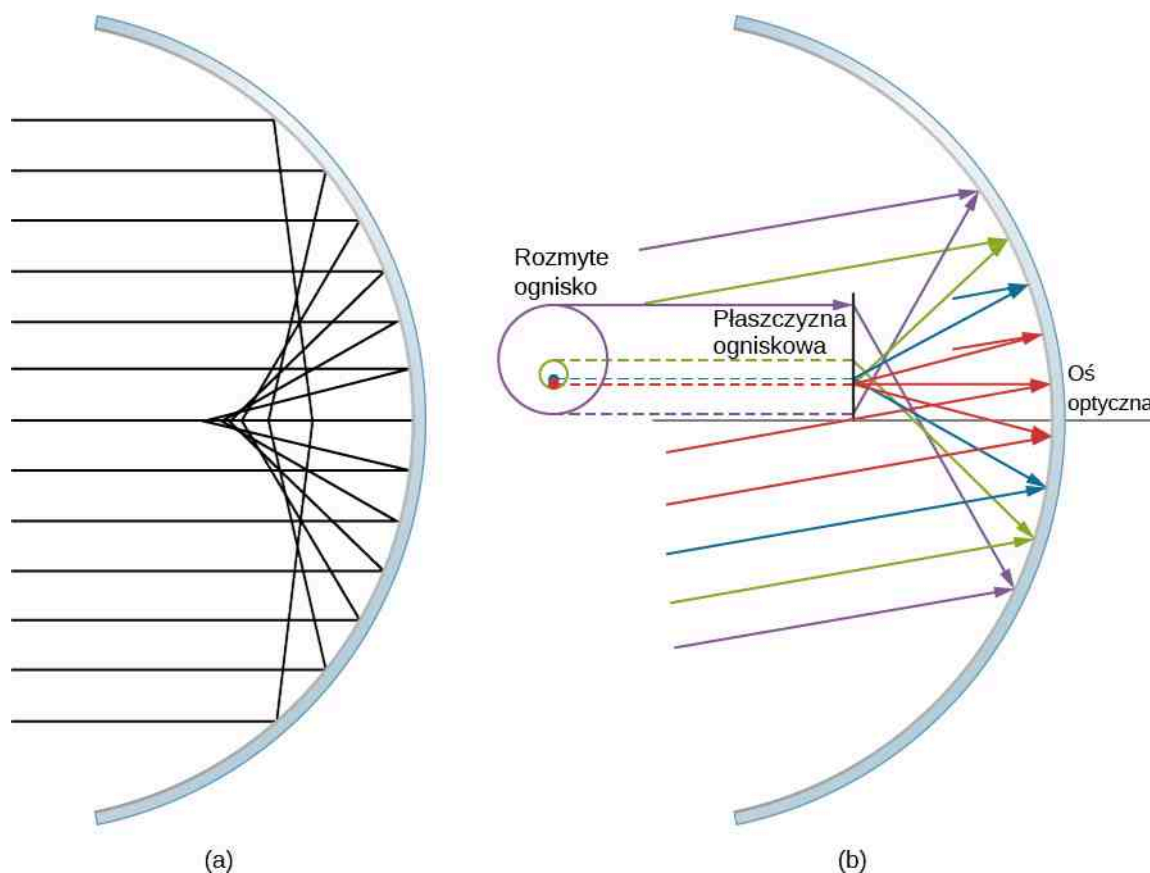 Rozmyte
ognisko
Płaszczyzna
ogniskowa
Oś
optyczna
(a)
(b)